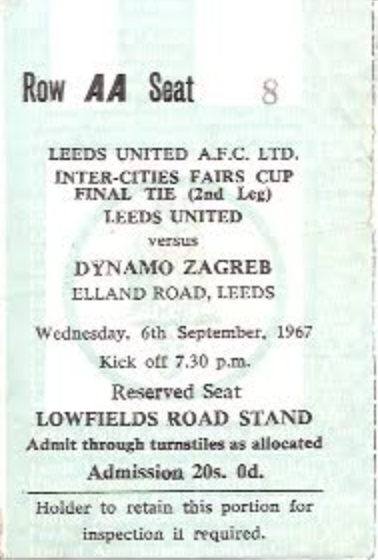 Row AA Seat 8
LEEDS UNITED A.F.C. LTD.
INTER-CITIES FAIRS CUP
FINAL TIE (2nd Leg)
LEEDS UNITED
versus
DYNAMO ZAGREB
ELLAND ROAD, LEEDS
Wednesday, 6th September, 1967
Kick off 7.30 p.m.
Reserved Seat
LOWFIELDS ROAD STAND
Admit through turnstiles as allocated
Admission 20s. 0d.
Holder to retain this portion for
inspection if required.